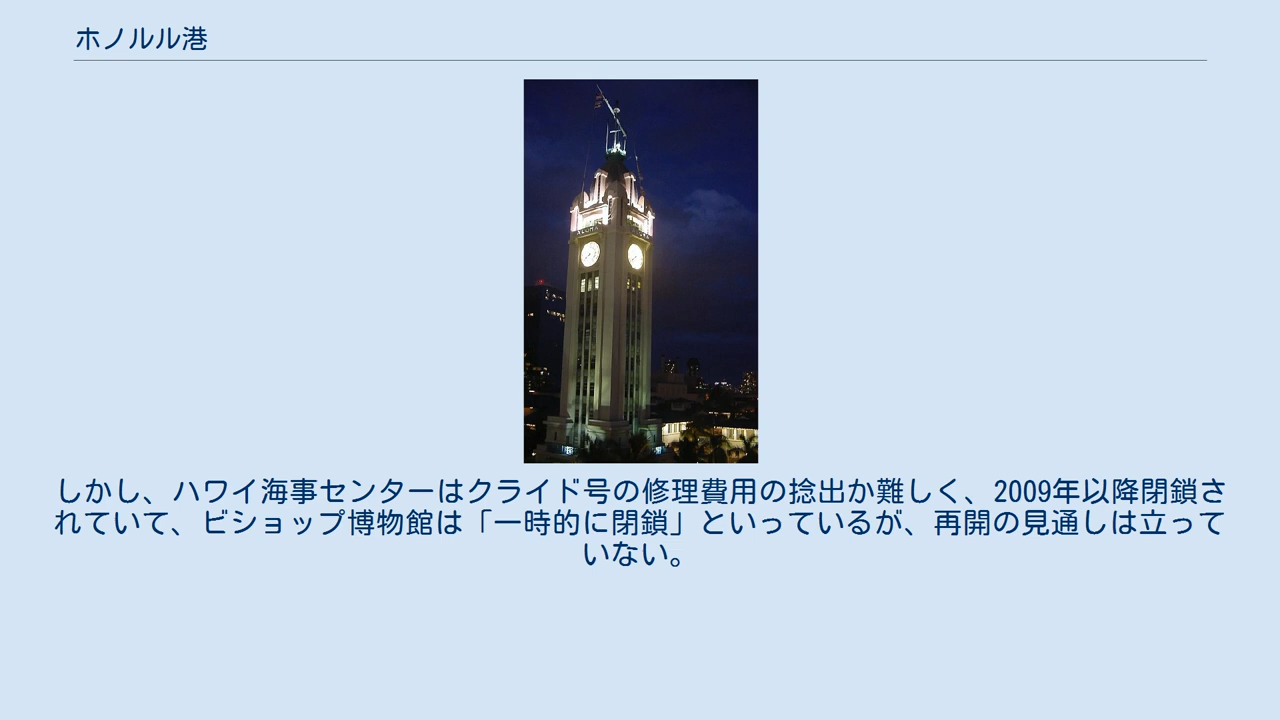 ホノルル港
しかし、ハワイ海事センターはクライド号の修理費用の捻出か難しく、2009年以降閉鎖さ
れていて、ビショップ博物館は「一時的に閉鎖」といっているが、再開の見通しは立って
いない。